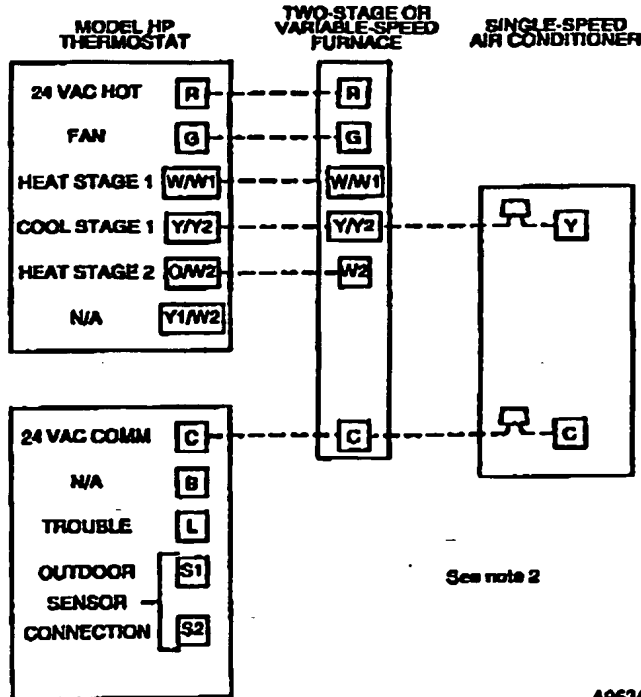 MODEL HP THERMOSTAT
TWO-STAGE OR VARIABLE-SPEED FURNACE
SINGLE-SPEED AIR CONDITIONER
24 VAC HOT R R
FAN G G
HEAT STAGE 1 W/W1 W/W1
COOL STAGE 1 Y/Y2 Y/Y2 Y
HEAT STAGE 2 O/W2 W2
N/A Y1/W2
24 VAC COMM C C C
N/A B
TROUBLE L
OUTDOOR S1
SENSOR
CONNECTION S2
See note 2